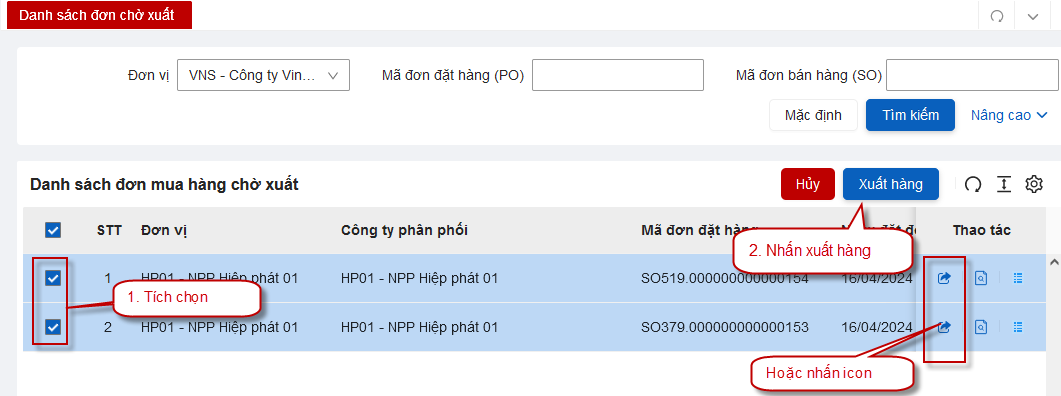 Danh sách đơn chờ xuất
Đơn vị VNS - Công ty Vin... Mã đơn đặt hàng (PO) Mã đơn bán hàng (SO)
Mặc định Tìm kiếm Nâng cao
Danh sách đơn mua hàng chờ xuất Hủy Xuất hàng
STT Đơn vị Công ty phân phối Mã đơn đặt hàng Thao tác
2. Nhấn xuất hàng
1 HP01 - NPP Hiệp phát 01 HP01 - NPP Hiệp phát 01 SO519.000000000000154 16/04/2024
1. Tích chọn
2 HP01 - NPP Hiệp phát 01 HP01 - NPP Hiệp phát 01 SO379.000000000000153 16/04/2024
Hoặc nhấn icon